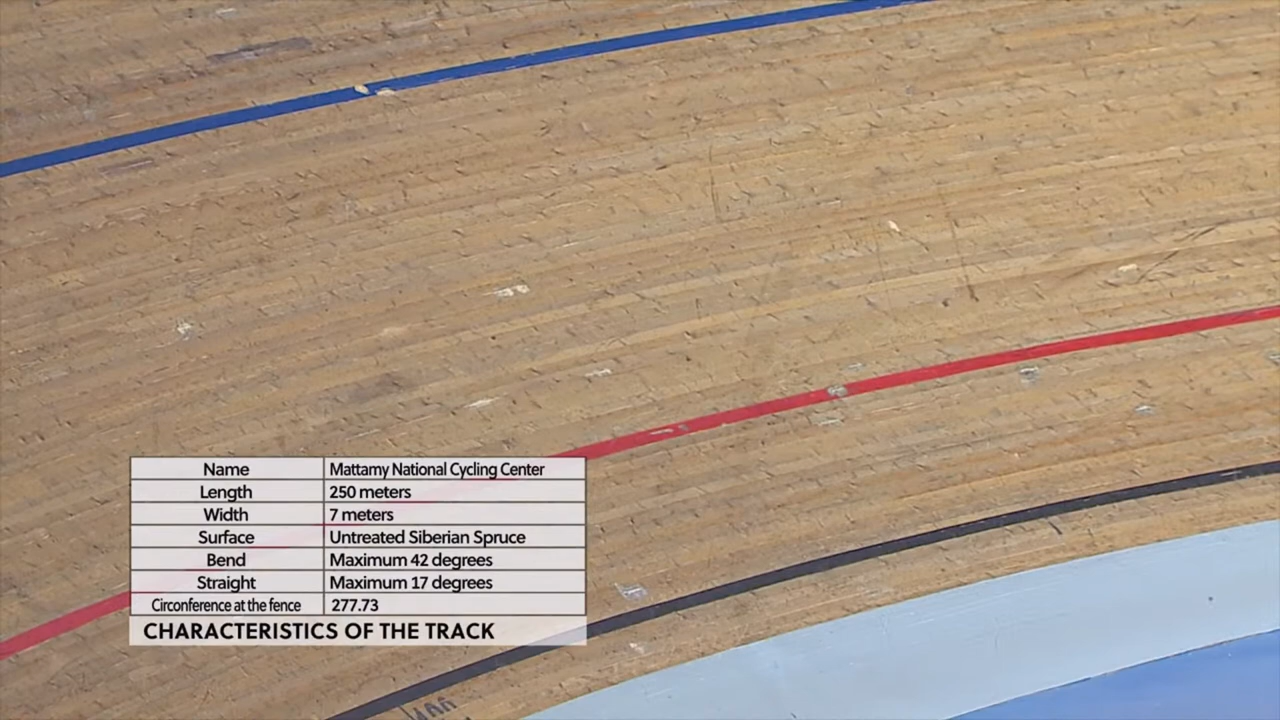 Name Mattamy National Cycling Center
Length 250 meters
Width 7 meters
Surface Untreated Siberian Spruce
Bend Maximum 42 degrees
Straight Maximum 17 degrees
Circonference at the fence 277.73
CHARACTERISTICS OF THE TRACK